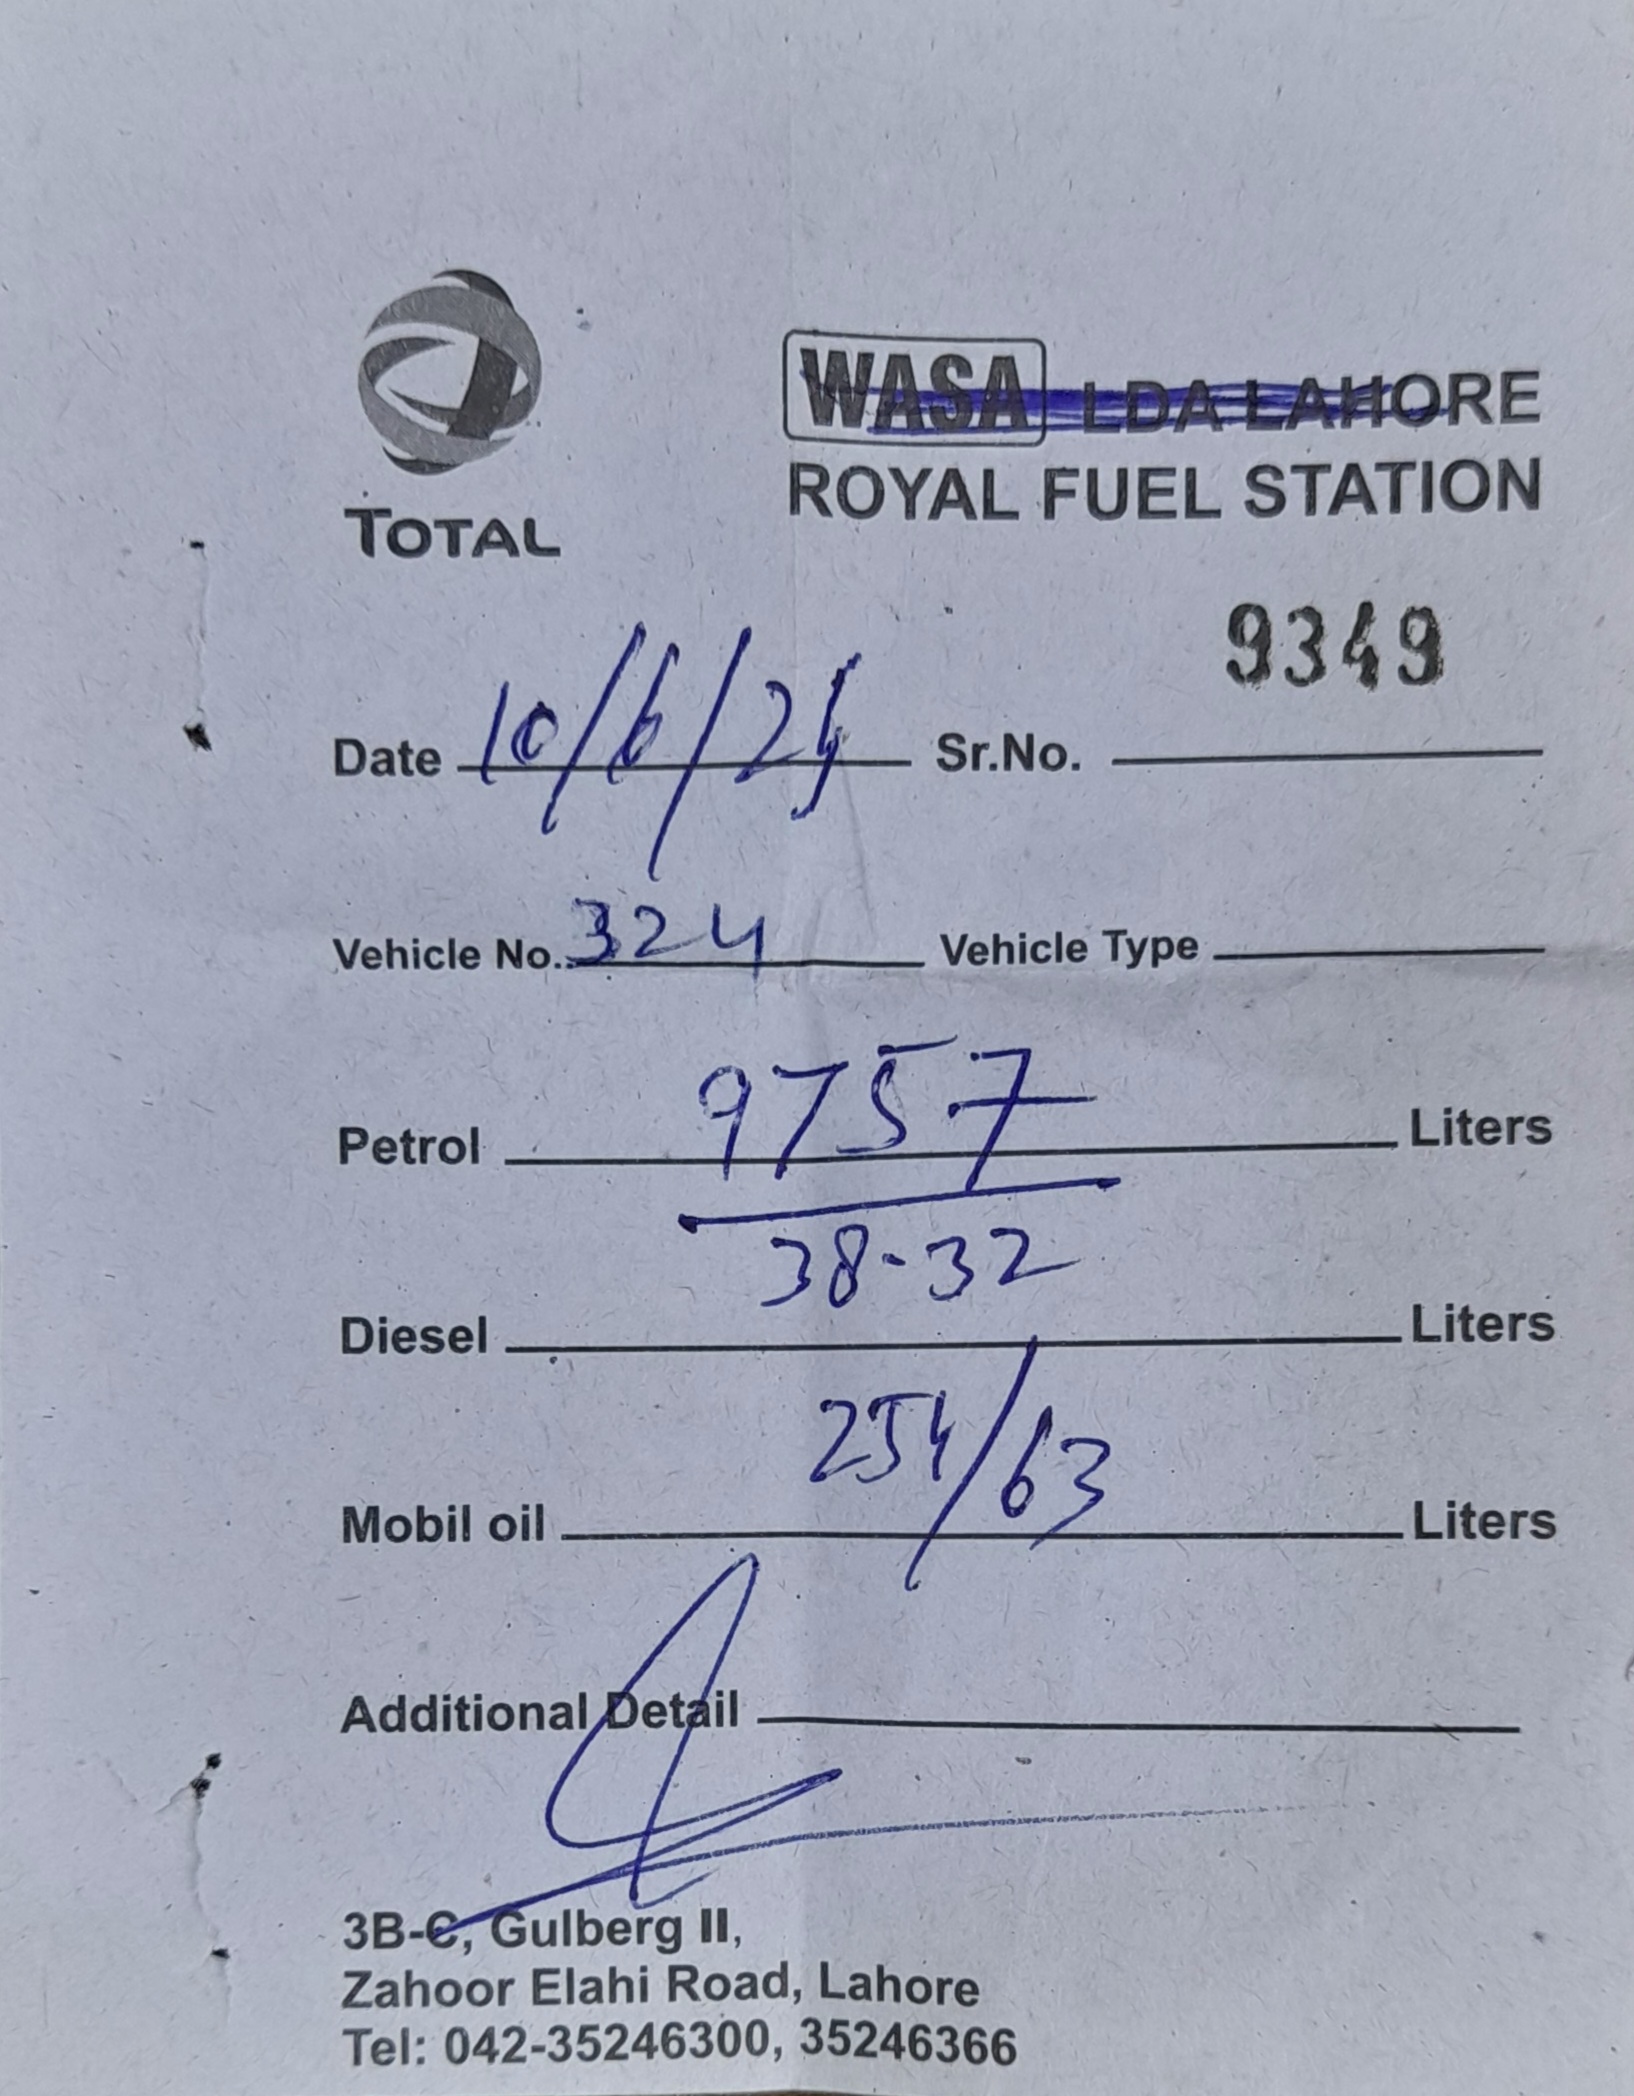 TOTAL
WASA LDA LAHORE
ROYAL FUEL STATION
9349
Date 10/6/24 Sr.No.
Vehicle No. 324 Vehicle Type
Petrol 9757 Liters
38-32
Diesel Liters
254/63
Mobil oil Liters
Additional Detail
3B-C, Gulberg II,
Zahoor Elahi Road, Lahore
Tel: 042-35246300, 35246366